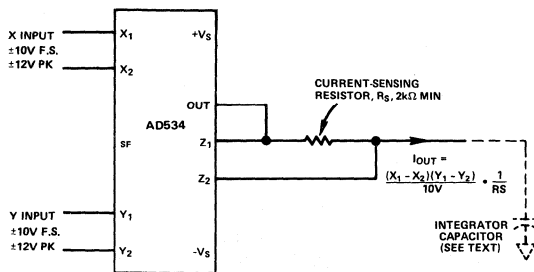 X INPUT
±10V F.S.
±12V PK
X1
X2
+VS
OUT
AD534
SF
Z1
Z2
Y INPUT
±10V F.S.
±12V PK
Y1
Y2
-VS
CURRENT-SENSING
RESISTOR, RS, 2kΩ MIN
IOUT =
(X1 – X2)(Y1 – Y2)
10V
• 1
RS
INTEGRATOR
CAPACITOR
(SEE TEXT)